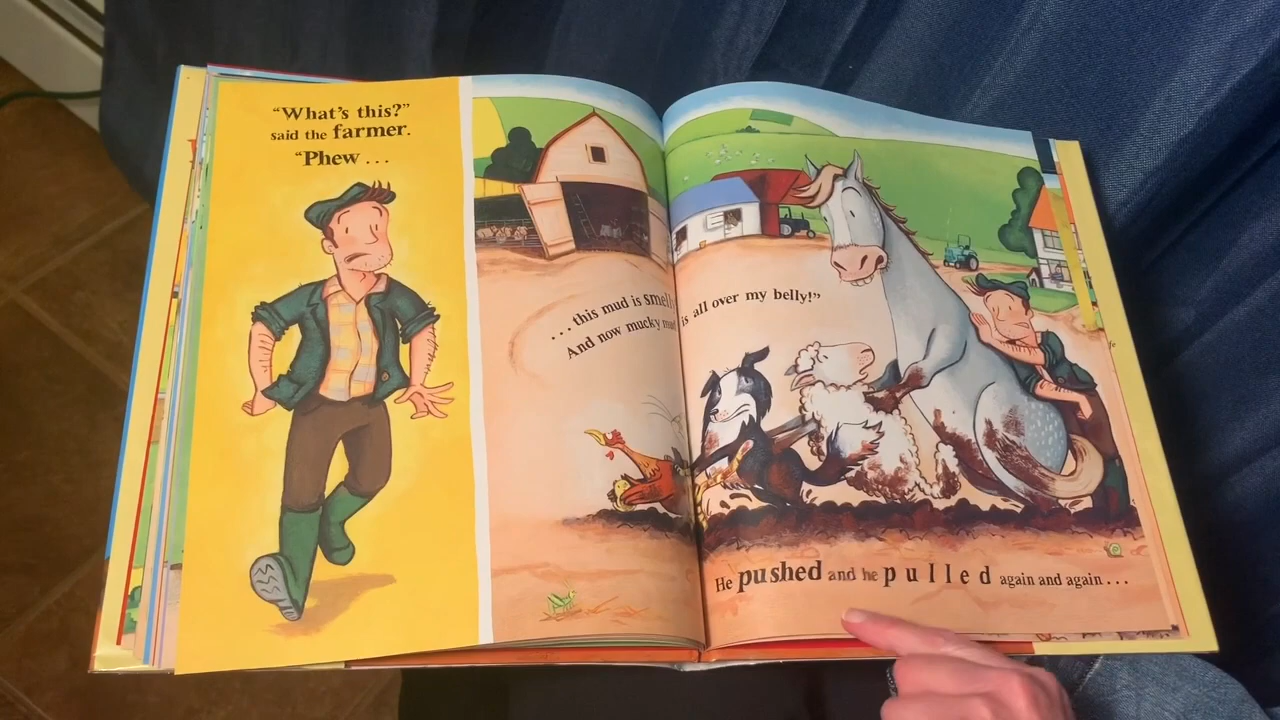 “What’s this?”
said the farmer.
“Phew . . .
. . . this mud is smelly
And now mucky mud is all over my belly!”
He pushed and he pulled again and again . . .